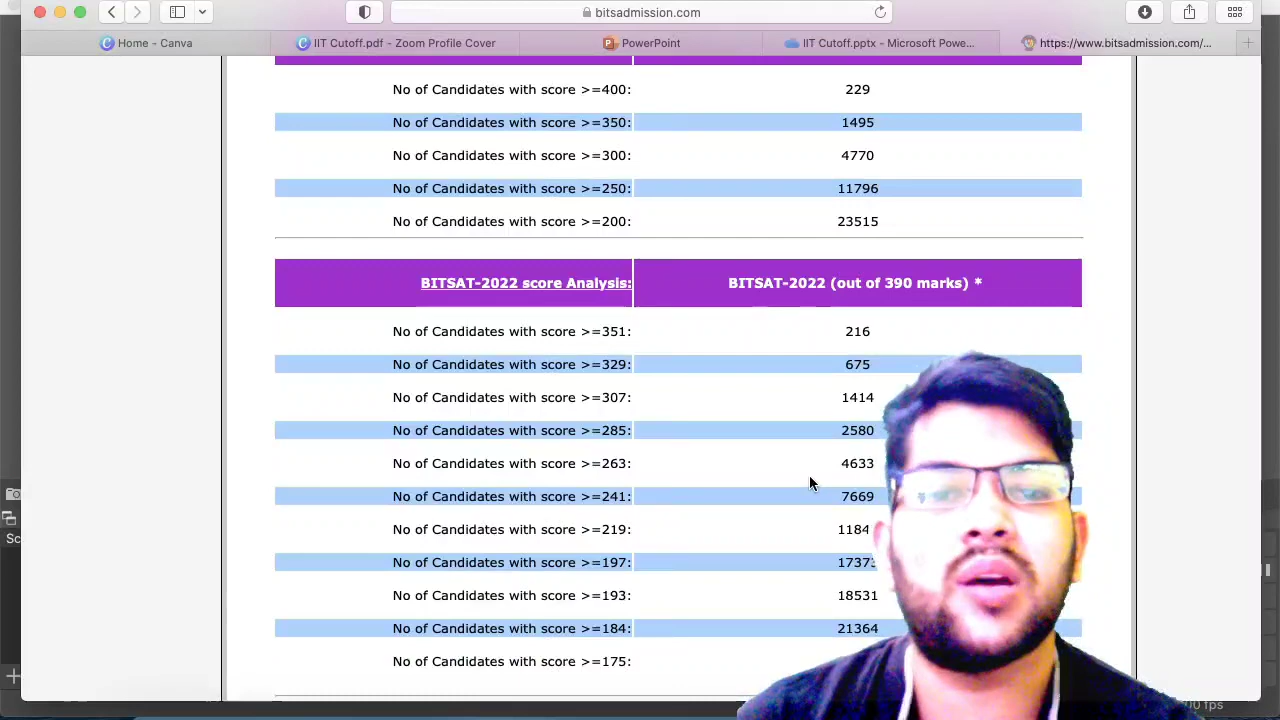 bitsadmission.com
Home - Canva
IIT Cutoff.pdf - Zoom Profile Cover
PowerPoint
IIT Cutoff.pptx - Microsoft Powe...
https://www.bitsadmission.com/...
No of Candidates with score >=400: 229
No of Candidates with score >=350: 1495
No of Candidates with score >=300: 4770
No of Candidates with score >=250: 11796
No of Candidates with score >=200: 23515
BITSAT-2022 score Analysis: BITSAT-2022 (out of 390 marks) *
No of Candidates with score >=351: 216
No of Candidates with score >=329: 675
No of Candidates with score >=307: 1414
No of Candidates with score >=285: 2580
No of Candidates with score >=263: 4633
No of Candidates with score >=241: 7669
No of Candidates with score >=219: 1184
No of Candidates with score >=197: 1737
No of Candidates with score >=193: 18531
No of Candidates with score >=184: 21364
No of Candidates with score >=175:
Sc
fps